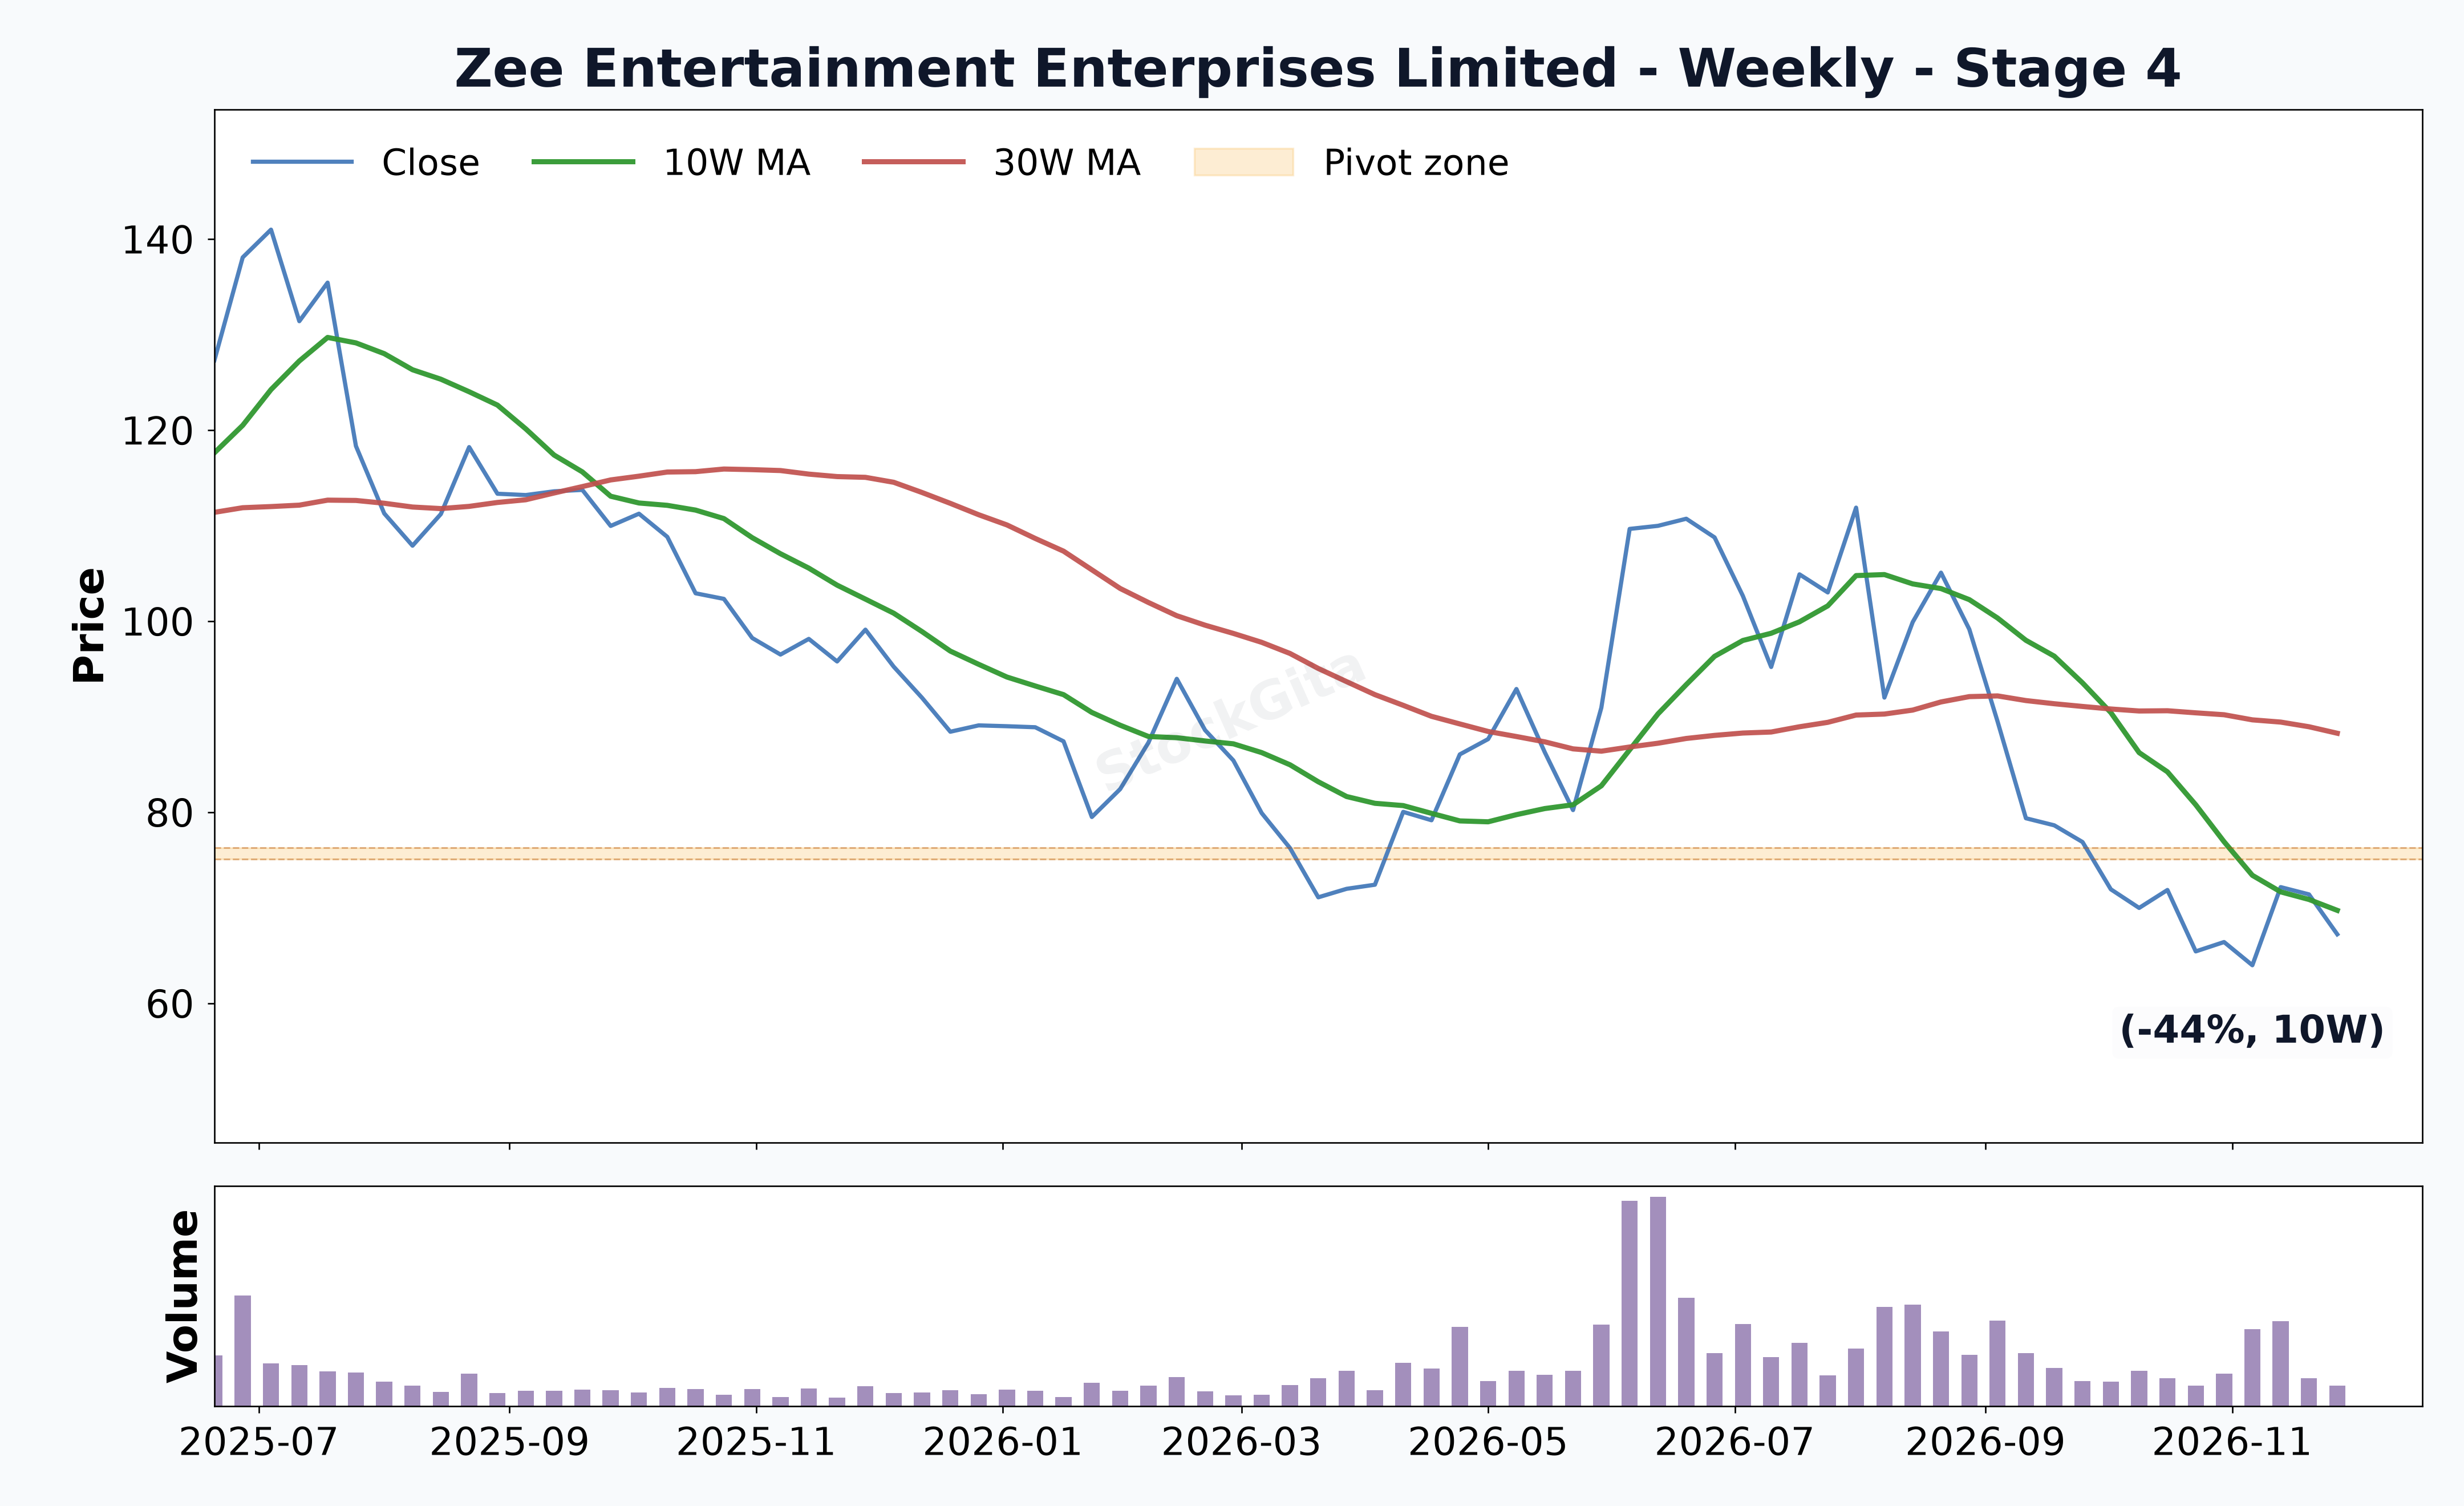 Zee Entertainment Enterprises Limited - Weekly - Stage 4
Close 10W MA 30W MA Pivot zone
140
120
100
80
60
Price
StockGita
(-44%, 10W)
Volume
2025-07 2025-09 2025-11 2026-01 2026-03 2026-05 2026-07 2026-09 2026-11